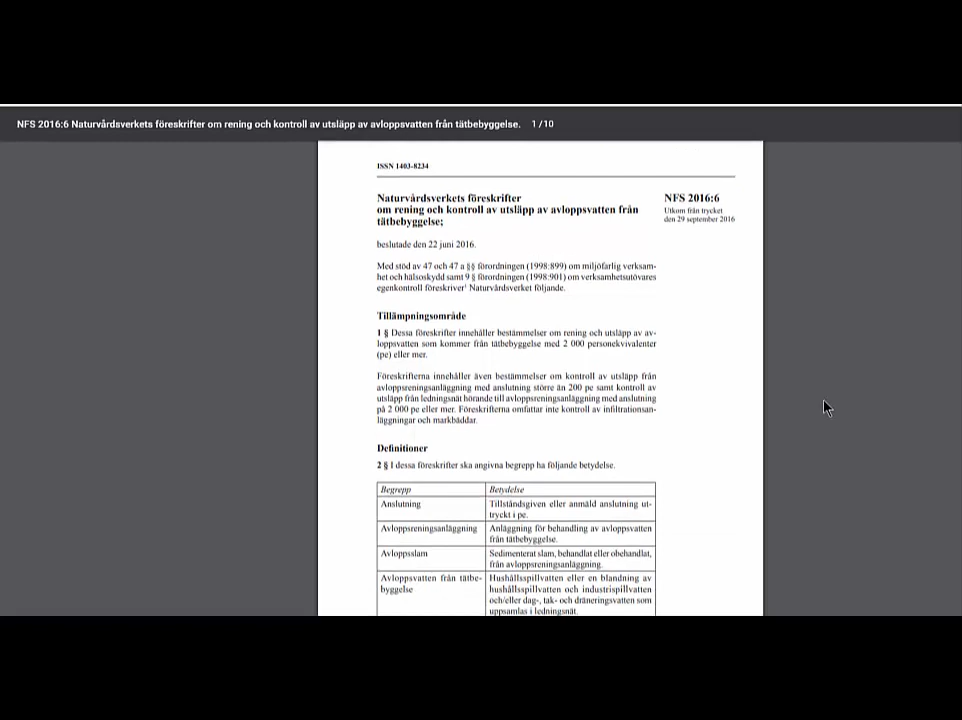 NFS 2016:6 Naturvårdsverkets föreskrifter om rening och kontroll av utsläpp av avloppsvatten från tätbebyggelse. 1 / 10
ISSN 1403-8234
Naturvårdsverkets föreskrifter
om rening och kontroll av utsläpp av avloppsvatten från
tätbebyggelse;
NFS 2016:6
Utkom från trycket
den 29 september 2016
beslutade den 22 juni 2016.
Med stöd av 47 och 47 a §§ förordningen (1998:899) om miljöfarlig verksam-
het och hälsoskydd samt 9 § förordningen (1998:901) om verksamhetsutövares
egenkontroll föreskriver¹ Naturvårdsverket följande.
Tillämpningsområde
1 § Dessa föreskrifter innehåller bestämmelser om rening och utsläpp av av-
loppsvatten som kommer från tätbebyggelse med 2 000 personekvivalenter
(pe) eller mer.
Föreskrifterna innehåller även bestämmelser om kontroll av utsläpp från
avloppsreningsanläggning med anslutning större än 200 pe samt kontroll av
utsläpp från ledningsnät hörande till avloppsreningsanläggning med anslutning
på 2 000 pe eller mer. Föreskrifterna omfattar inte kontroll av infiltrationsan-
läggningar och markbäddar.
Definitioner
2 § I dessa föreskrifter ska angivna begrepp ha följande betydelse.
Begrepp
Betydelse
Anslutning
Tillståndsgiven eller anmäld anslutning ut-
tryckt i pe.
Avloppsreningsanläggning
Anläggning för behandling av avloppsvatten
från tätbebyggelse.
Avloppsslam
Sedimenterat slam, behandlat eller obehandlat,
från avloppsreningsanläggning.
Avloppsvatten från tätbe-
byggelse
Hushållsspillvatten eller en blandning av
hushållsspillvatten och industrispillvatten
och/eller dag-, tak- och dräneringsvatten som
uppsamlas i ledningsnät.